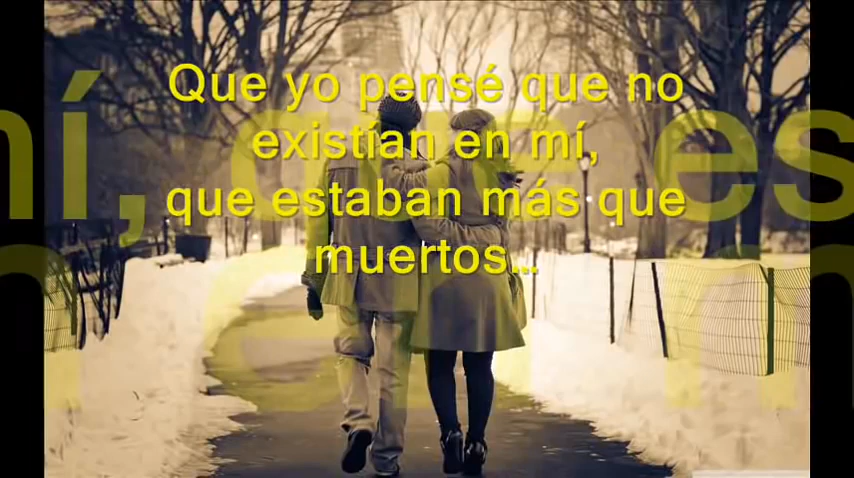 Que yo pensé que no
existían en mí,
que estaban más que
muertos...